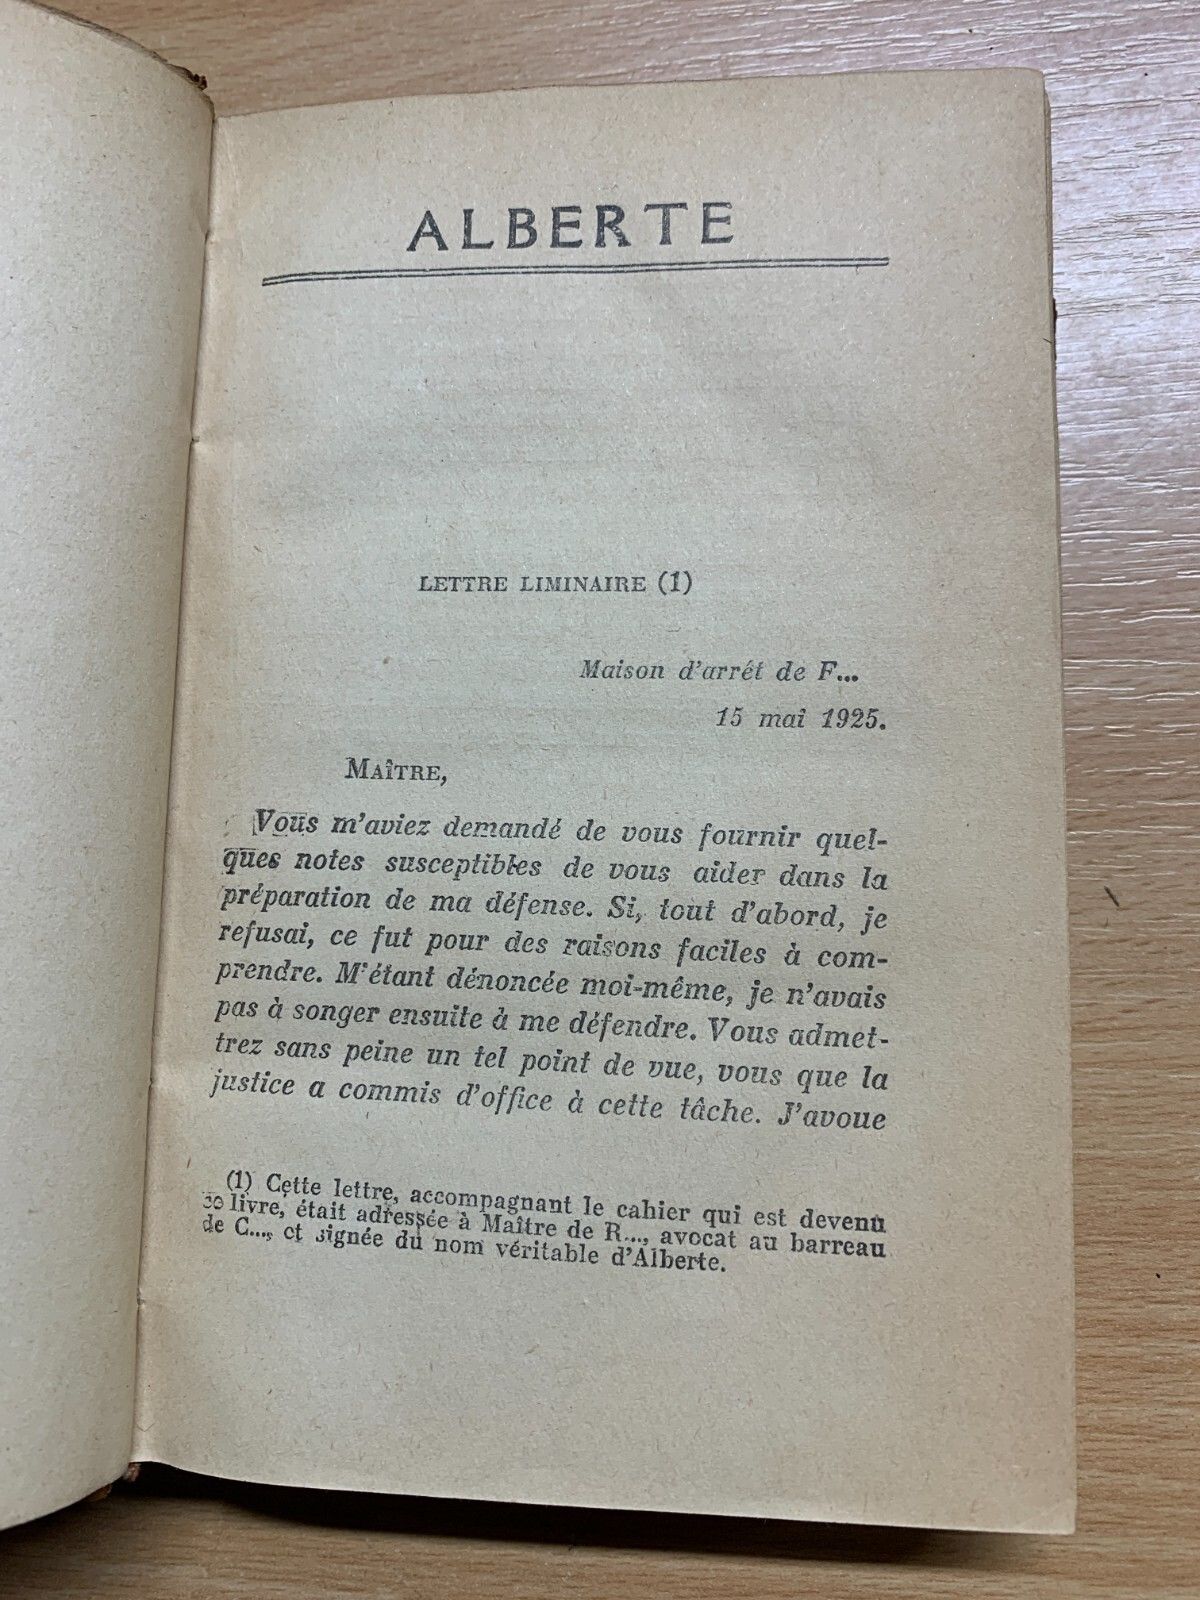 ALBERTE
LETTRE LIMINAIRE (1)
Maison d'arrêt de F...
15 mai 1925.
MAÎTRE,
Vous m'aviez demandé de vous fournir quel-
ques notes susceptibles de vous aider dans la
préparation de ma défense. Si, tout d'abord, je
refusai, ce fut pour des raisons faciles à com-
prendre. M'étant dénoncée moi-même, je n'avais
pas à songer ensuite à me défendre. Vous admet-
trez sans peine un tel point de vue, vous que la
justice a commis d'office à cette tâche. J'avoue
(1) Cette lettre, accompagnant le cahier qui est devenu
ce livre, était adressée à Maître de R..., avocat au barreau
de C..., et signée du nom véritable d'Alberte.